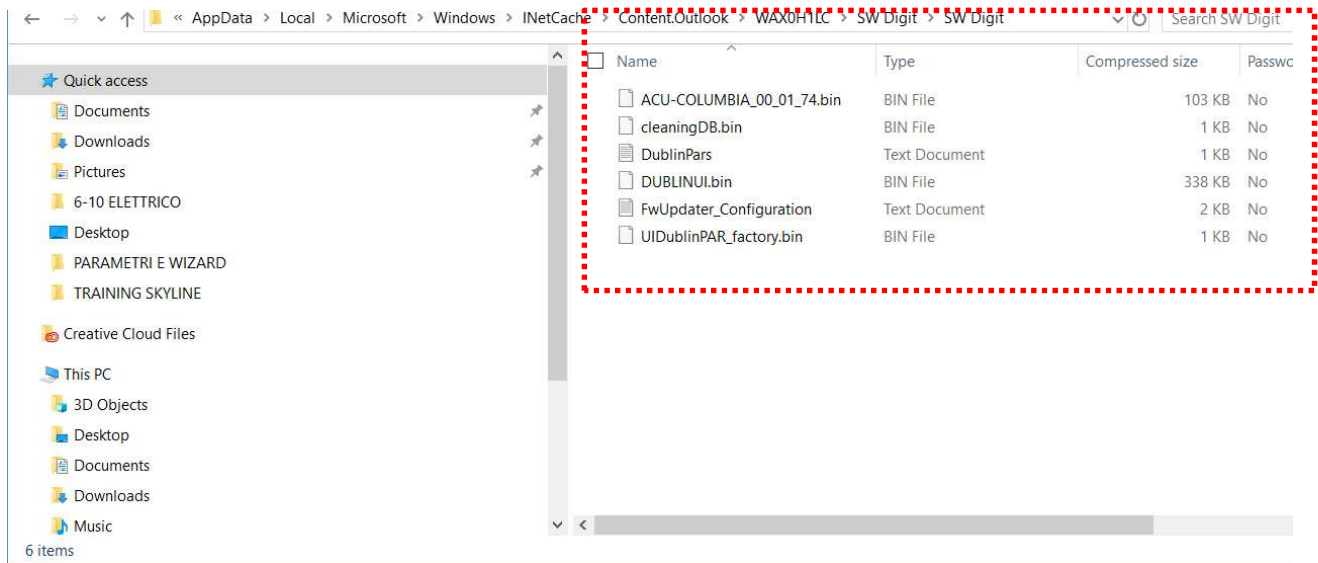 « AppData > Local > Microsoft > Windows > INetCache > Content.Outlook > WAX0H1LC > SW Digit > SW Digit
Search SW Digit
Name Type Compressed size Passwo
Quick access
Documents
Downloads
Pictures
6-10 ELETTRICO
Desktop
PARAMETRI E WIZARD
TRAINING SKYLINE
Creative Cloud Files
This PC
3D Objects
Desktop
Documents
Downloads
Music
ACU-COLUMBIA_00_01_74.bin BIN File 103 KB No
cleaningDB.bin BIN File 1 KB No
DublinPars Text Document 1 KB No
DUBLINUI.bin BIN File 338 KB No
FwUpdater_Configuration Text Document 2 KB No
UIDublinPAR_factory.bin BIN File 1 KB No
6 items